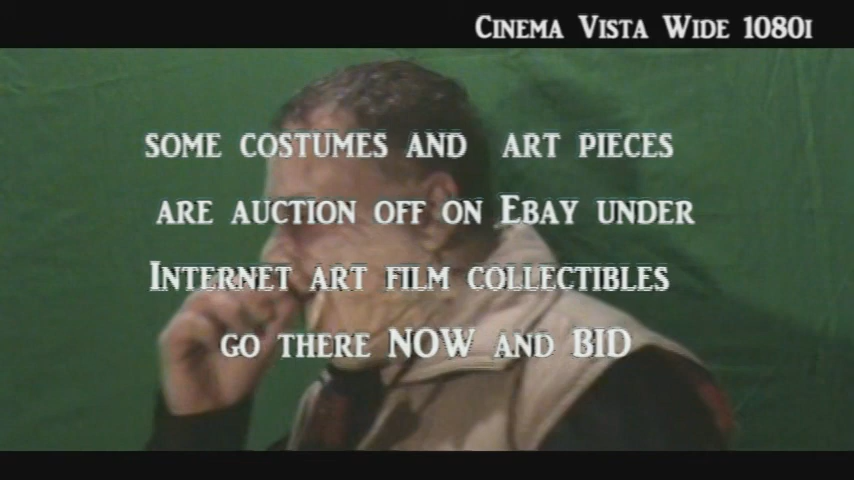 Cinema Vista Wide 1080i
some costumes and art pieces
are auction off on Ebay under
Internet art film collectibles
go there NOW and BID